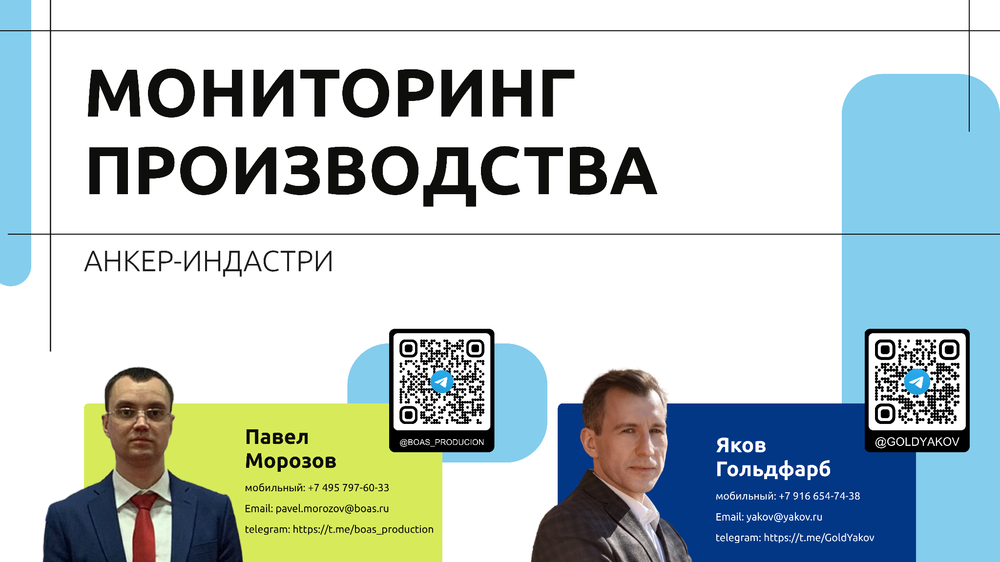 МОНИТОРИНГ
ПРОИЗВОДСТВА
АНКЕР-ИНДАСТРИ
@BOAS_PRODUCION
Павел
Морозов
мобильный: +7 495 797-60-33
Email: pavel.morozov@boas.ru
telegram: https://t.me/boas_production
@GOLDYAKOV
Яков
Гольдфарб
мобильный: +7 916 654-74-38
Email: yakov@yakov.ru
telegram: https://t.me/GoldYakov